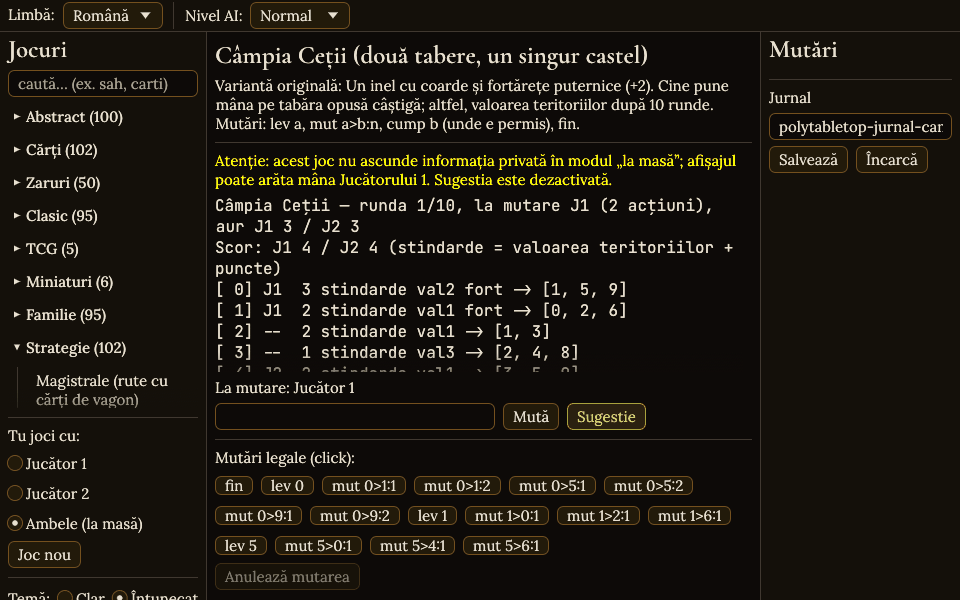 Limbă: Română ▼ Nivel AI: Normal ▼
Jocuri
caută... (ex. sah, carti)
▸ Abstract (100)
▸ Cărți (102)
▸ Zaruri (50)
▸ Clasic (95)
▸ TCG (5)
▸ Miniaturi (6)
▸ Familie (95)
▾ Strategie (102)
Magistrale (rute cu
cărți de vagon)
Tu joci cu:
Jucător 1
Jucător 2
Ambele (la masă)
Joc nou
Temă: Clar Întunecat
Câmpia Ceții (două tabere, un singur castel)
Variantă originală: Un inel cu coarde și fortărețe puternice (+2). Cine pune
mâna pe tabăra opusă câștigă; altfel, valoarea teritoriilor după 10 runde.
Mutări: lev a, mut a>b:n, cump b (unde e permis), fin.
Atenție: acest joc nu ascunde informația privată în modul „la masă”; afișajul
poate arăta mâna Jucătorului 1. Sugestia este dezactivată.
Câmpia Ceții — runda 1/10, la mutare J1 (2 acțiuni),
aur J1 3 / J2 3
Scor: J1 4 / J2 4 (stindarde = valoarea teritoriilor +
puncte)
[ 0] J1  3 stindarde val2 fort -> [1, 5, 9]
[ 1] J1  2 stindarde val1 fort -> [0, 2, 6]
[ 2] --  2 stindarde val1 -> [1, 3]
[ 3] --  1 stindarde val3 -> [2, 4, 8]
La mutare: Jucător 1
Mută Sugestie
Mutări legale (click):
fin lev 0 mut 0>1:1 mut 0>1:2 mut 0>5:1 mut 0>5:2
mut 0>9:1 mut 0>9:2 lev 1 mut 1>0:1 mut 1>2:1 mut 1>6:1
lev 5 mut 5>0:1 mut 5>4:1 mut 5>6:1
Anulează mutarea
Mutări
Jurnal
polytabletop-jurnal-car
Salvează Încarcă